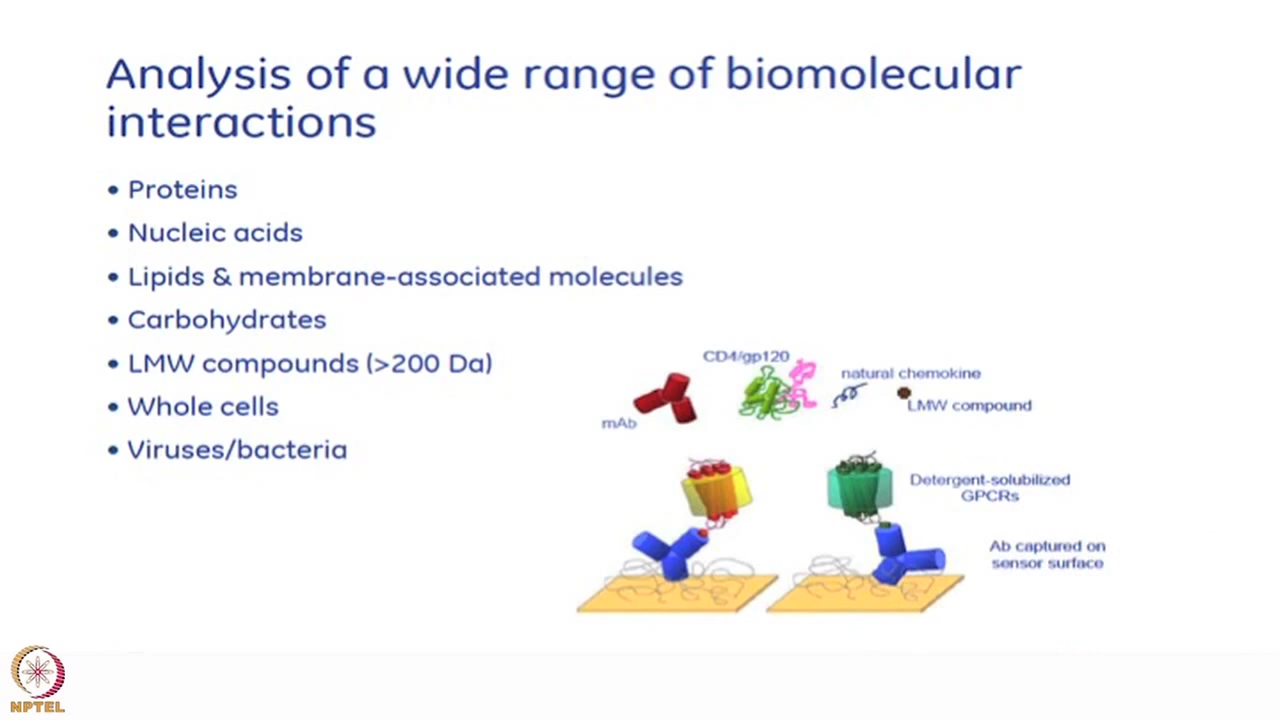 Analysis of a wide range of biomolecular
interactions
• Proteins
• Nucleic acids
• Lipids & membrane-associated molecules
• Carbohydrates
• LMW compounds (>200 Da)
• Whole cells
• Viruses/bacteria
CD4/gp120
natural chemokine
LMW compound
mAb
Detergent-solubilized
GPCRs
Ab captured on
sensor surface
NPTEL